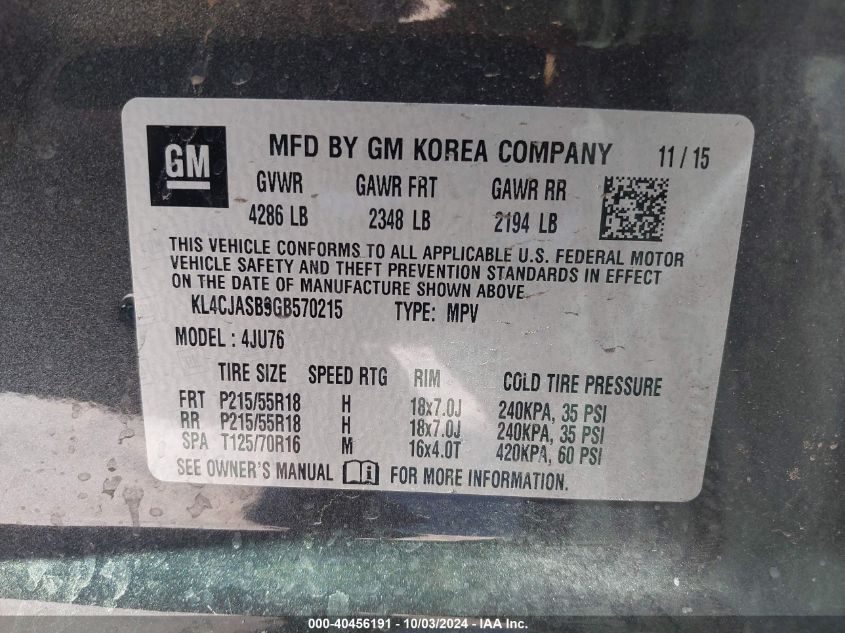 GM MFD BY GM KOREA COMPANY 11 / 15
GVWR GAWR FRT GAWR RR
4286 LB 2348 LB 2194 LB
THIS VEHICLE CONFORMS TO ALL APPLICABLE U.S. FEDERAL MOTOR
VEHICLE SAFETY AND THEFT PREVENTION STANDARDS IN EFFECT
ON THE DATE OF MANUFACTURE SHOWN ABOVE.
KL4CJASB9GB570215 TYPE: MPV
MODEL : 4JU76
TIRE SIZE SPEED RTG RIM COLD TIRE PRESSURE
FRT P215/55R18 H 18x7.0J 240KPA, 35 PSI
RR P215/55R18 H 18x7.0J 240KPA, 35 PSI
SPA T125/70R16 M 16x4.0T 420KPA, 60 PSI
SEE OWNER'S MANUAL FOR MORE INFORMATION.
000-40456191 - 10/03/2024 - IAA Inc.